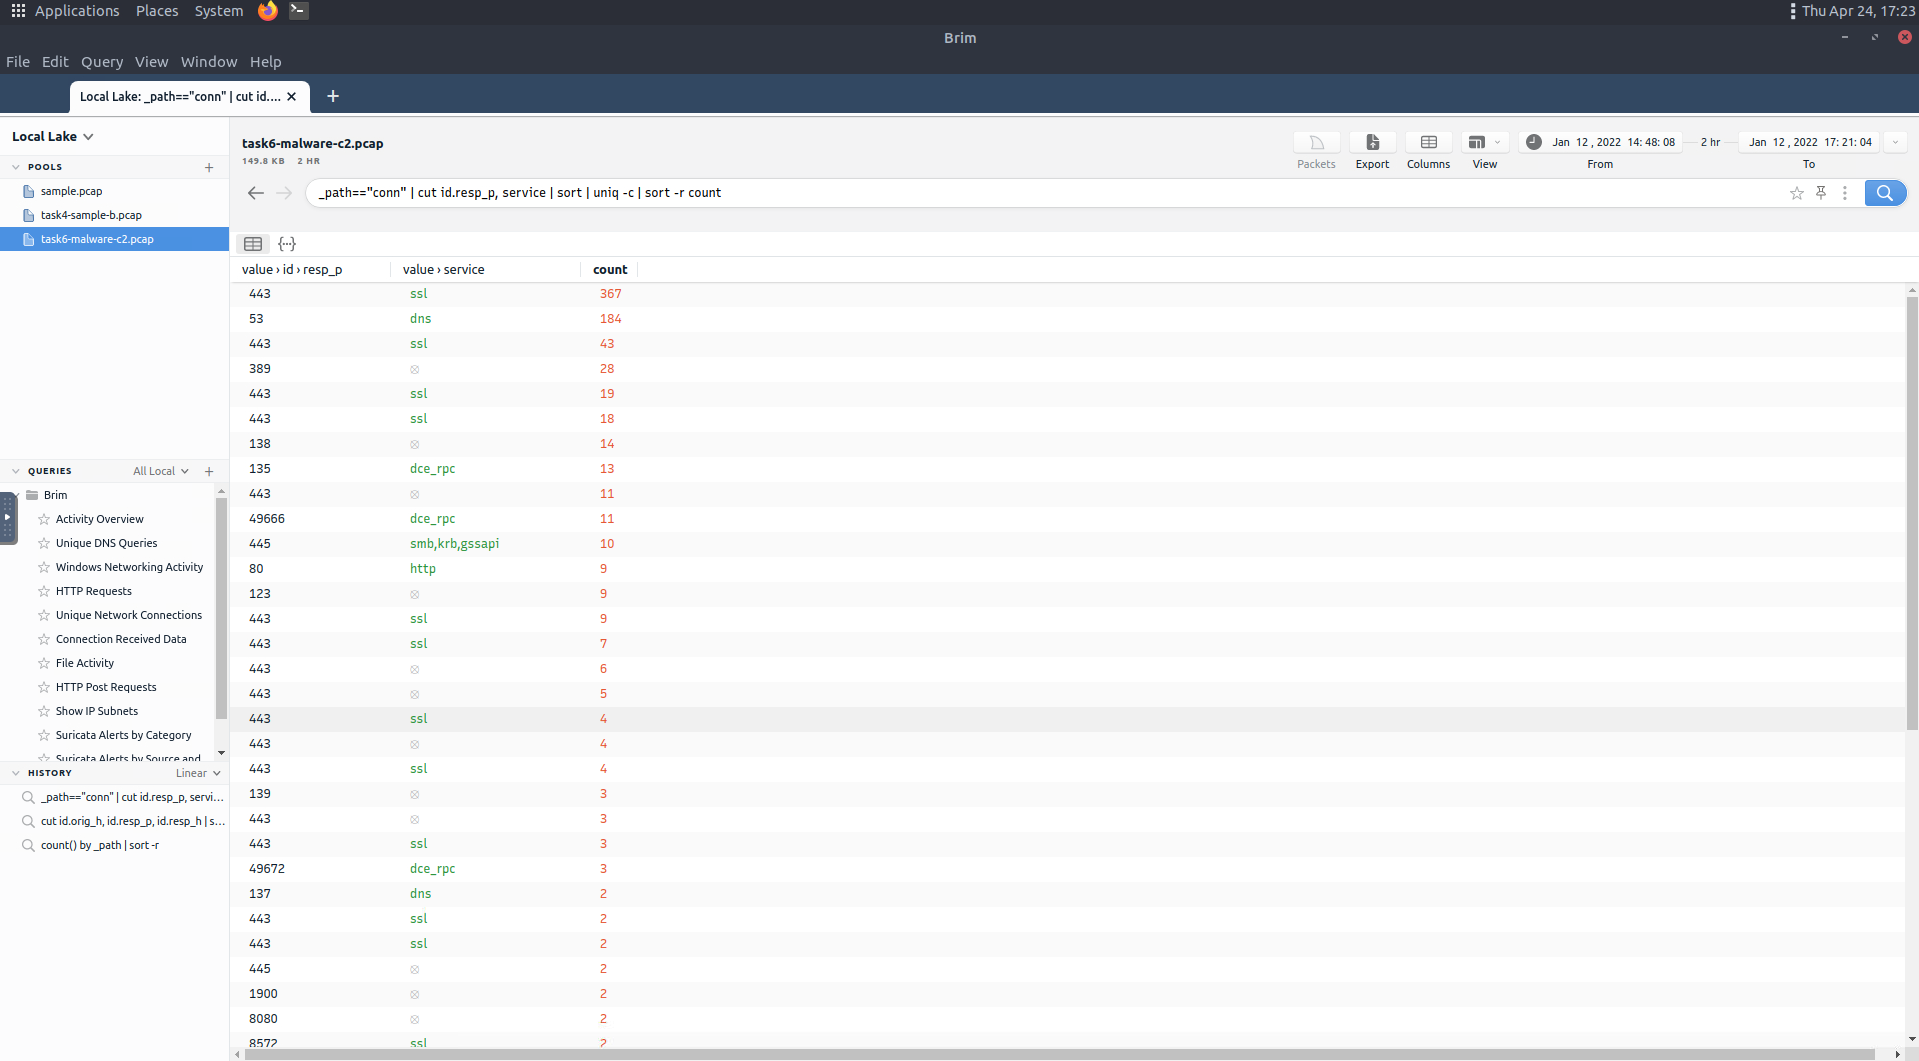 Applications Places System Thu Apr 24, 17:23
Brim
File Edit Query View Window Help
Local Lake: _path=="conn" | cut id.... ✕ +
Local Lake
POOLS +
sample.pcap
task4-sample-b.pcap
task6-malware-c2.pcap
QUERIES All Local +
Brim
Activity Overview
Unique DNS Queries
Windows Networking Activity
HTTP Requests
Unique Network Connections
Connection Received Data
File Activity
HTTP Post Requests
Show IP Subnets
Suricata Alerts by Category
Suricata Alerts by Source and
HISTORY Linear
_path=="conn" | cut id.resp_p, servi...
cut id.orig_h, id.resp_p, id.resp_h | s...
count() by _path | sort -r
task6-malware-c2.pcap
149.8 KB 2 HR
Packets Export Columns View
Jan 12, 2022 14:48:08 2 hr Jan 12, 2022 17:21:04
From To
_path=="conn" | cut id.resp_p, service | sort | uniq -c | sort -r count
value › id › resp_p value › service count
443 ssl 367
53 dns 184
443 ssl 43
389 ⊗ 28
443 ssl 19
443 ssl 18
138 ⊗ 14
135 dce_rpc 13
443 ⊗ 11
49666 dce_rpc 11
445 smb,krb,gssapi 10
80 http 9
123 ⊗ 9
443 ssl 9
443 ssl 7
443 ⊗ 6
443 ⊗ 5
443 ssl 4
443 ⊗ 4
443 ssl 4
139 ⊗ 3
443 ⊗ 3
443 ssl 3
49672 dce_rpc 3
137 dns 2
443 ssl 2
443 ssl 2
445 ⊗ 2
1900 ⊗ 2
8080 ⊗ 2
8572 ssl 2